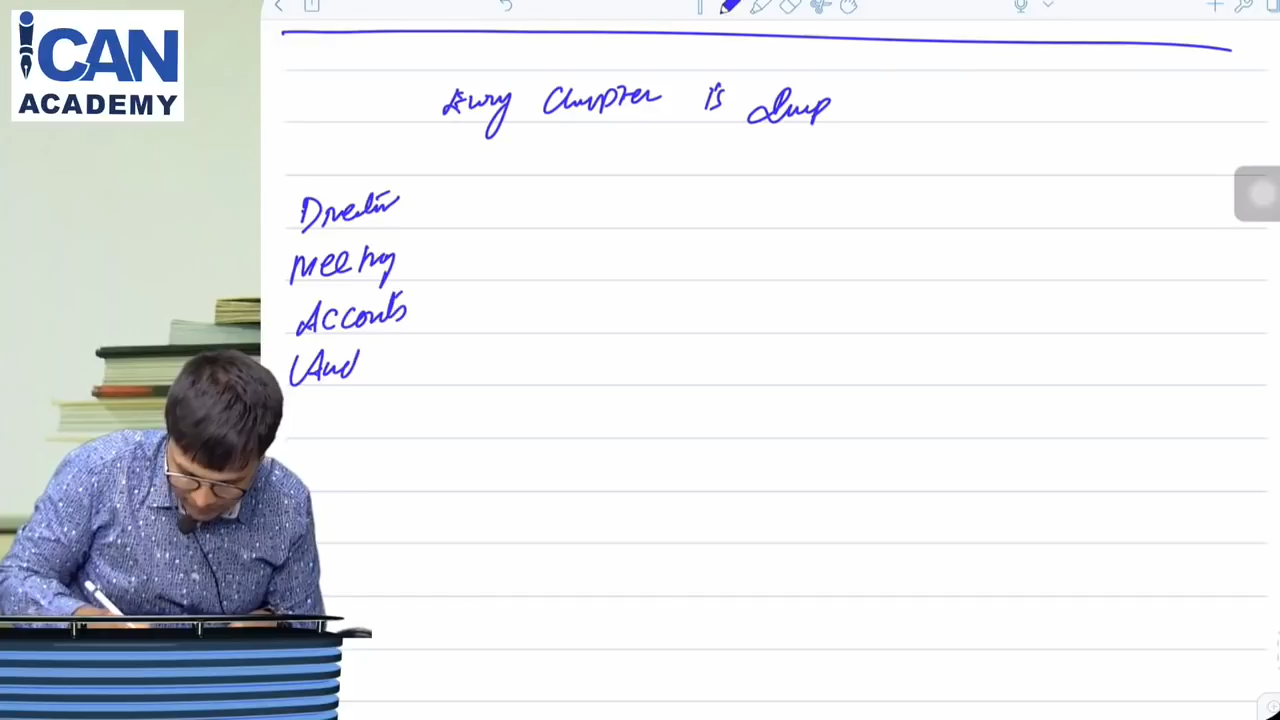 iCAN
ACADEMY
Every Chapter is Imp
Director
Meeting
Accounts
Aud